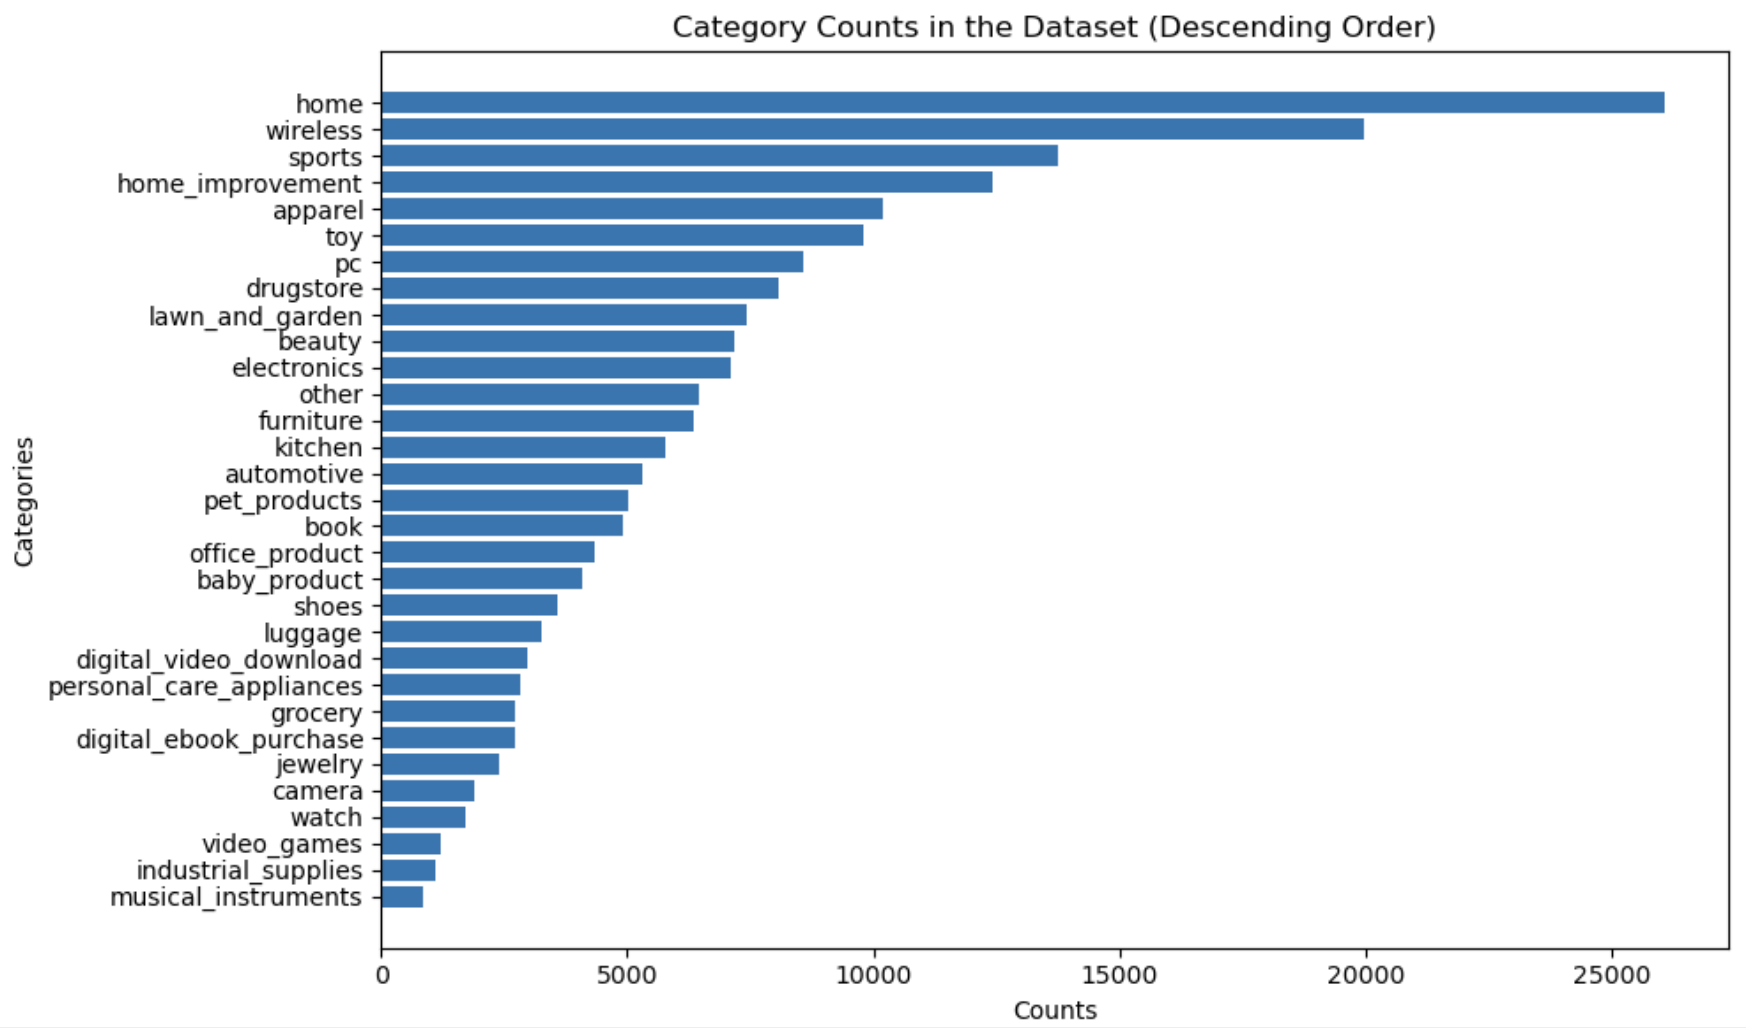 Category Counts in the Dataset (Descending Order)
Categories
home
wireless
sports
home_improvement
apparel
toy
pc
drugstore
lawn_and_garden
beauty
electronics
other
furniture
kitchen
automotive
pet_products
book
office_product
baby_product
shoes
luggage
digital_video_download
personal_care_appliances
grocery
digital_ebook_purchase
jewelry
camera
watch
video_games
industrial_supplies
musical_instruments
0 5000 10000 15000 20000 25000
Counts